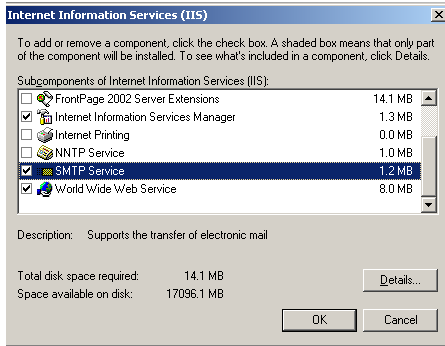 Internet Information Services (IIS)
To add or remove a component, click the check box. A shaded box means that only part
of the component will be installed. To see what's included in a component, click Details.
Subcomponents of Internet Information Services (IIS):
FrontPage 2002 Server Extensions 14.1 MB
Internet Information Services Manager 1.3 MB
Internet Printing 0.0 MB
NNTP Service 1.0 MB
SMTP Service 1.2 MB
World Wide Web Service 8.0 MB
Description: Supports the transfer of electronic mail
Total disk space required: 14.1 MB
Space available on disk: 17096.1 MB
Details...
OK Cancel